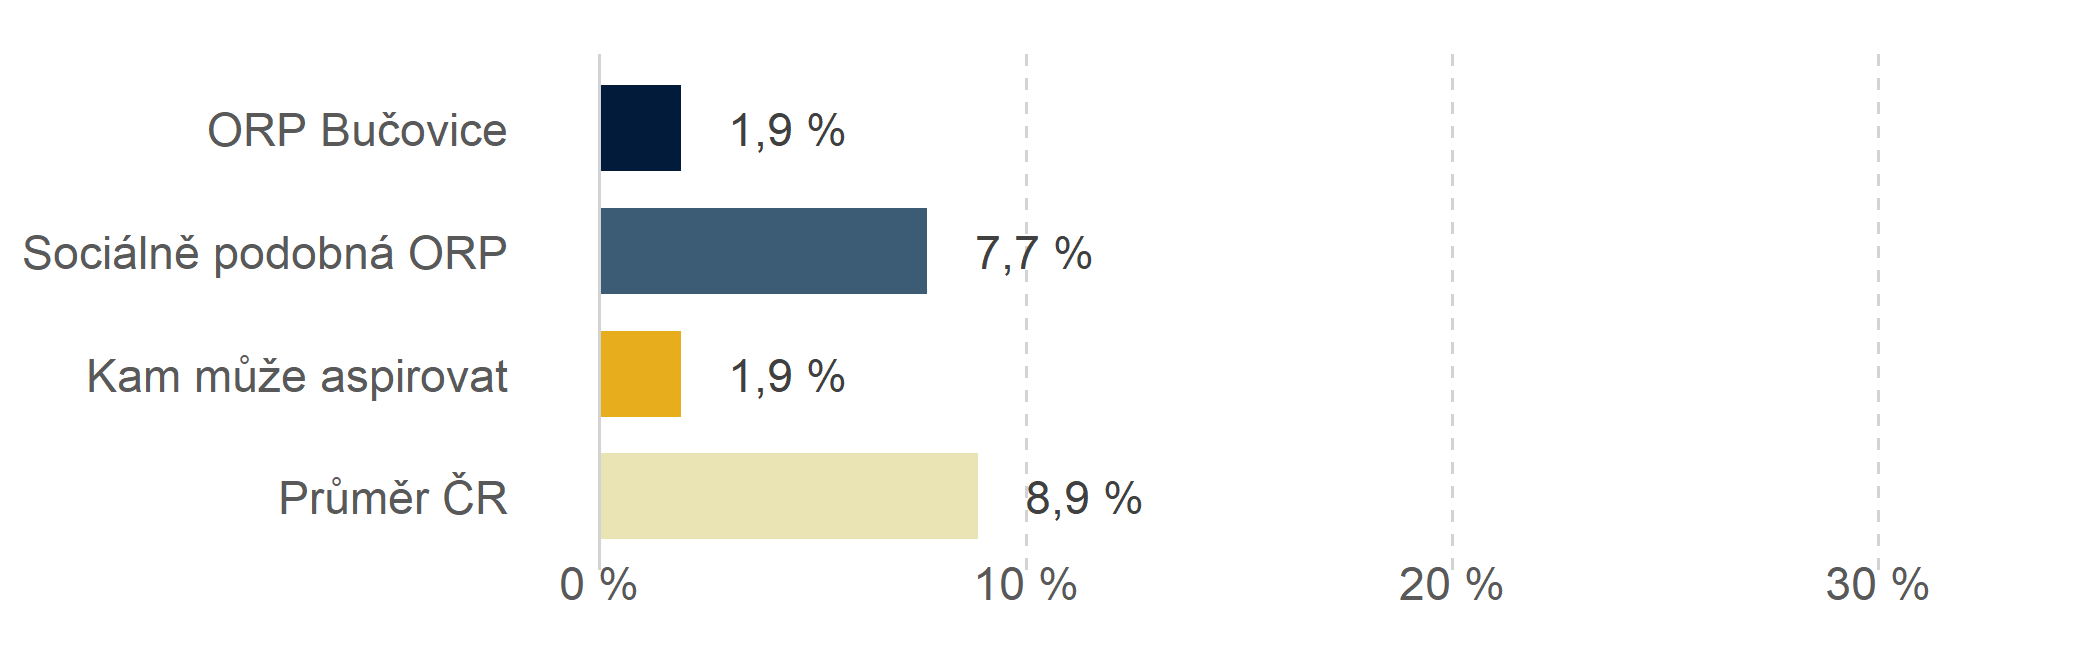 ORP Bučovice 1,9 %
Sociálně podobná ORP 7,7 %
Kam může aspirovat 1,9 %
Průměr ČR 8,9 %
0 % 10 % 20 % 30 %